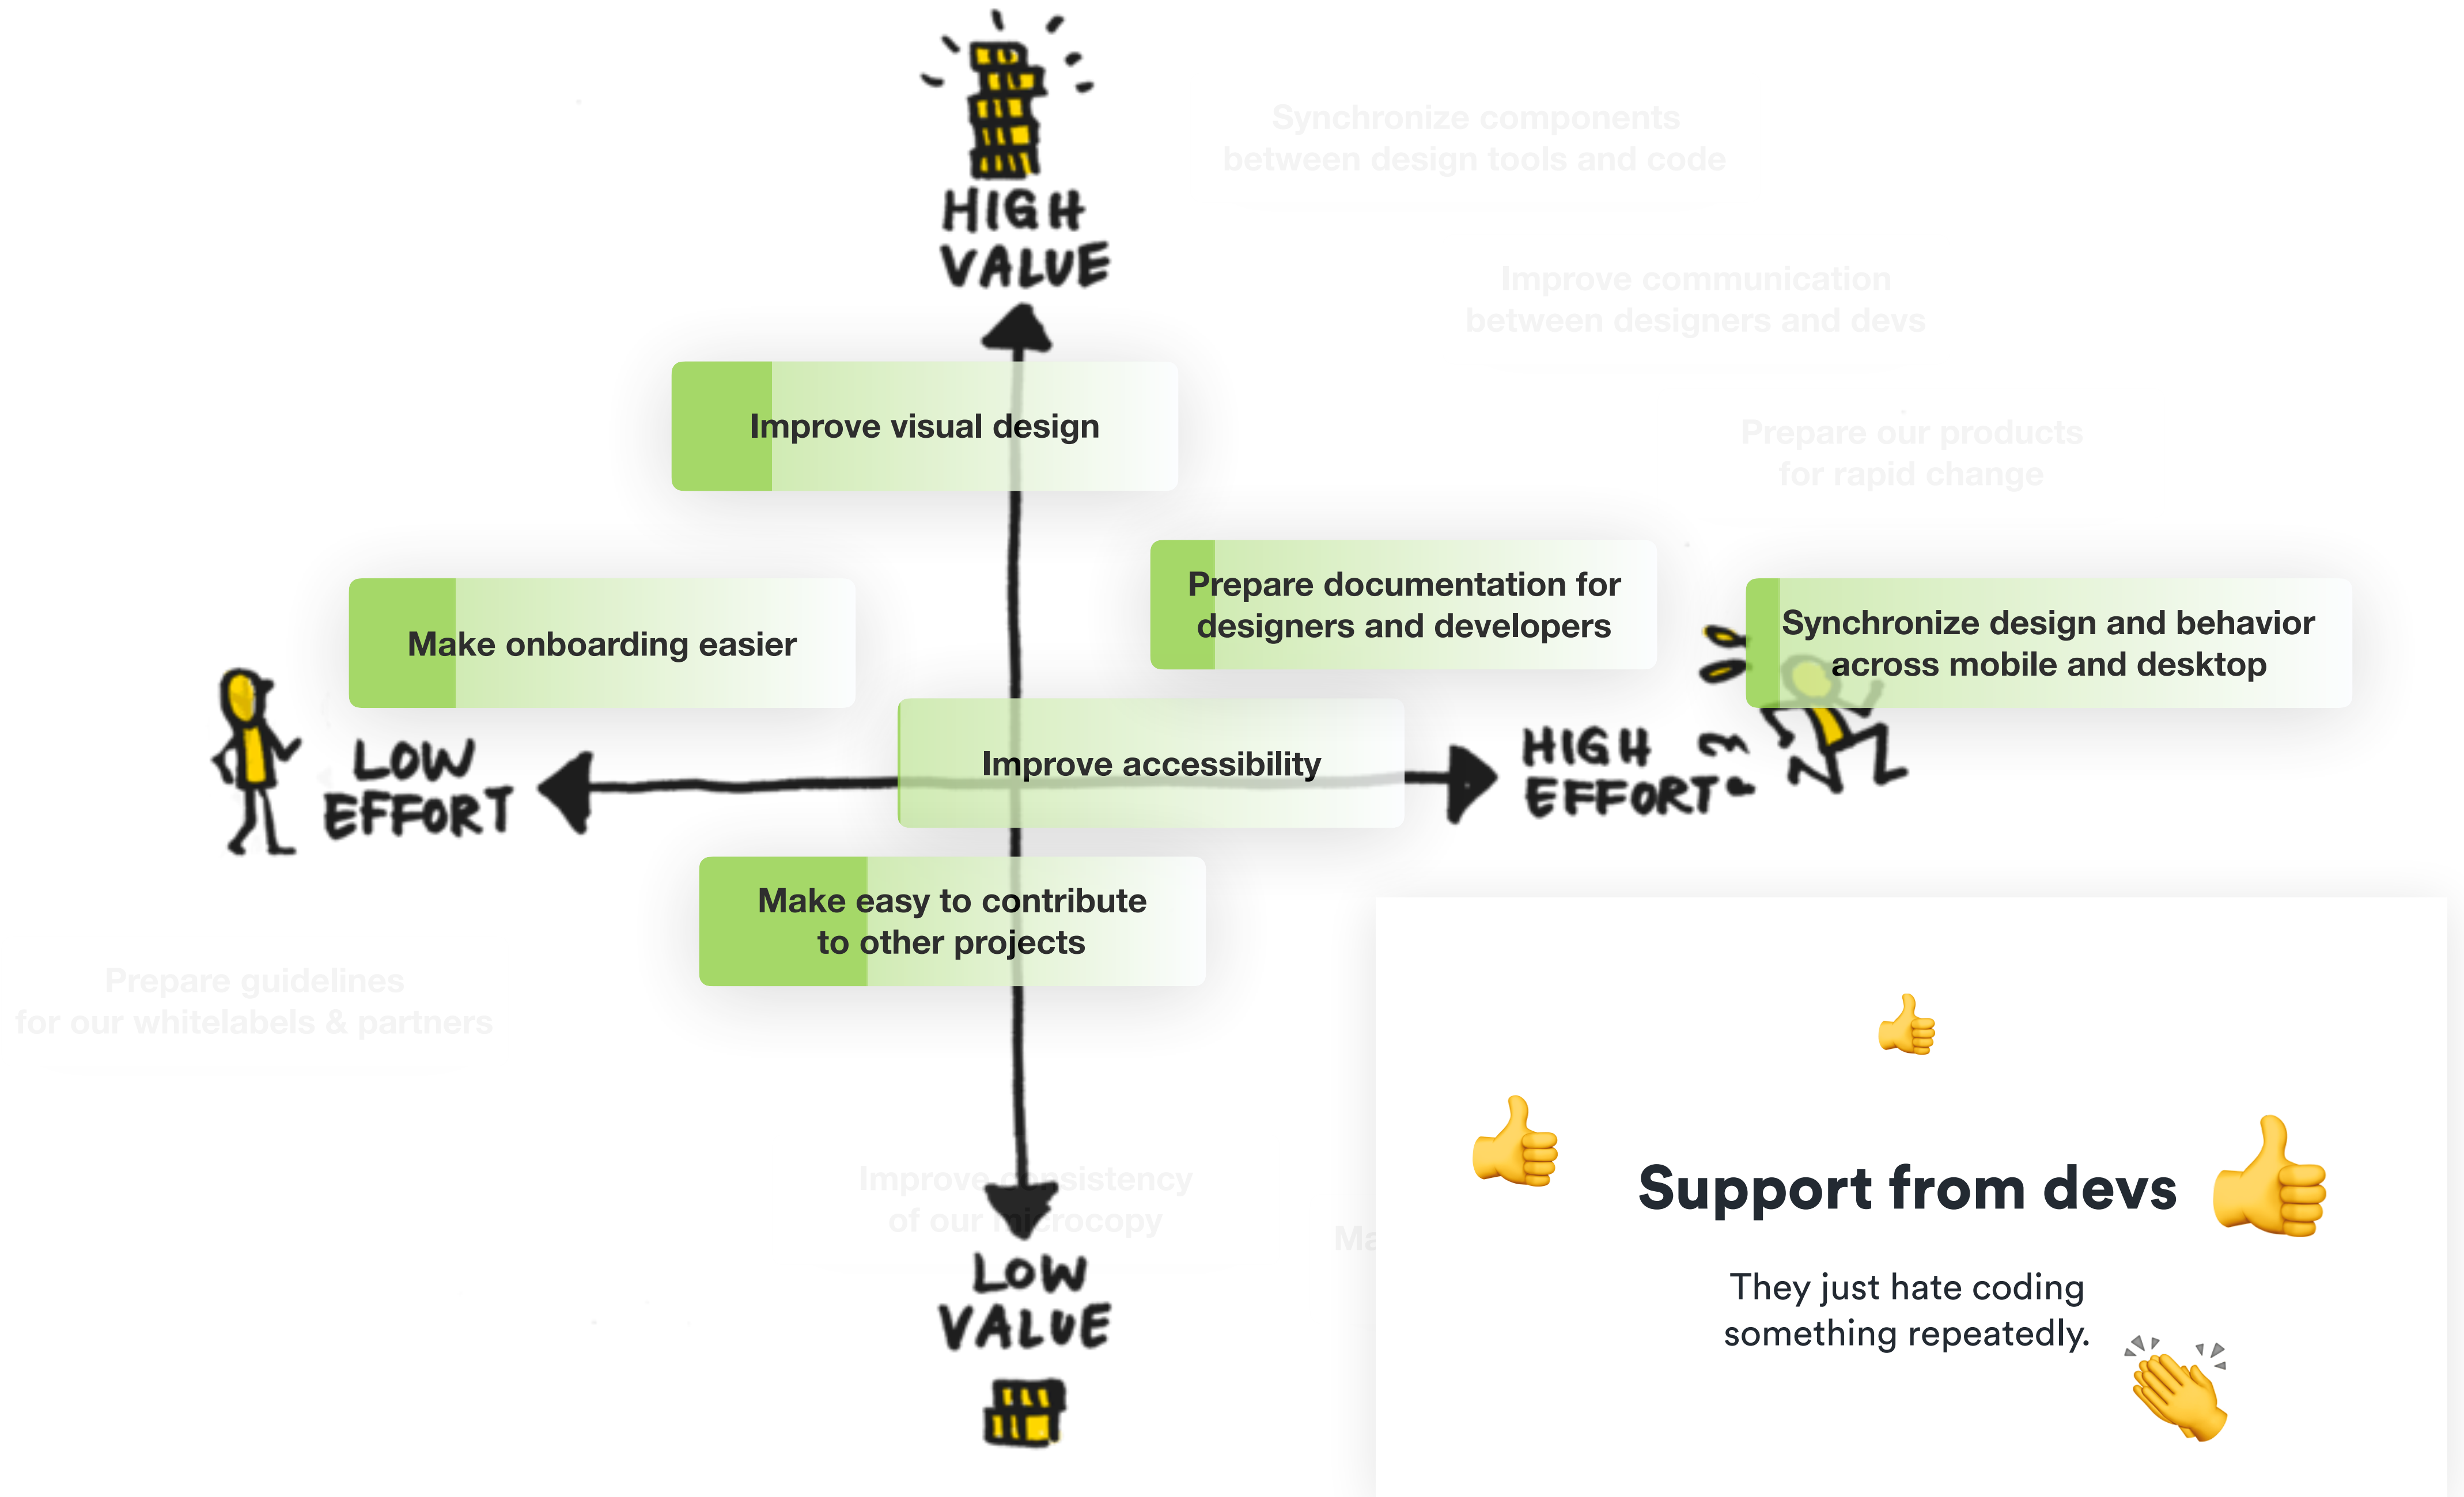 Synchronize components
between design tools and code
HIGH
VALUE
Improve communication
between designers and devs
Improve visual design
Prepare our products
for rapid change
Prepare documentation for
designers and developers
Make onboarding easier
Synchronize design and behavior
across mobile and desktop
Improve accessibility
LOW
EFFORT
HIGH
EFFORT
Make easy to contribute
to other projects
Prepare guidelines
for our whitelabels & partners
Improve consistency
of our microcopy
LOW
VALUE
Support from devs
They just hate coding
something repeatedly.